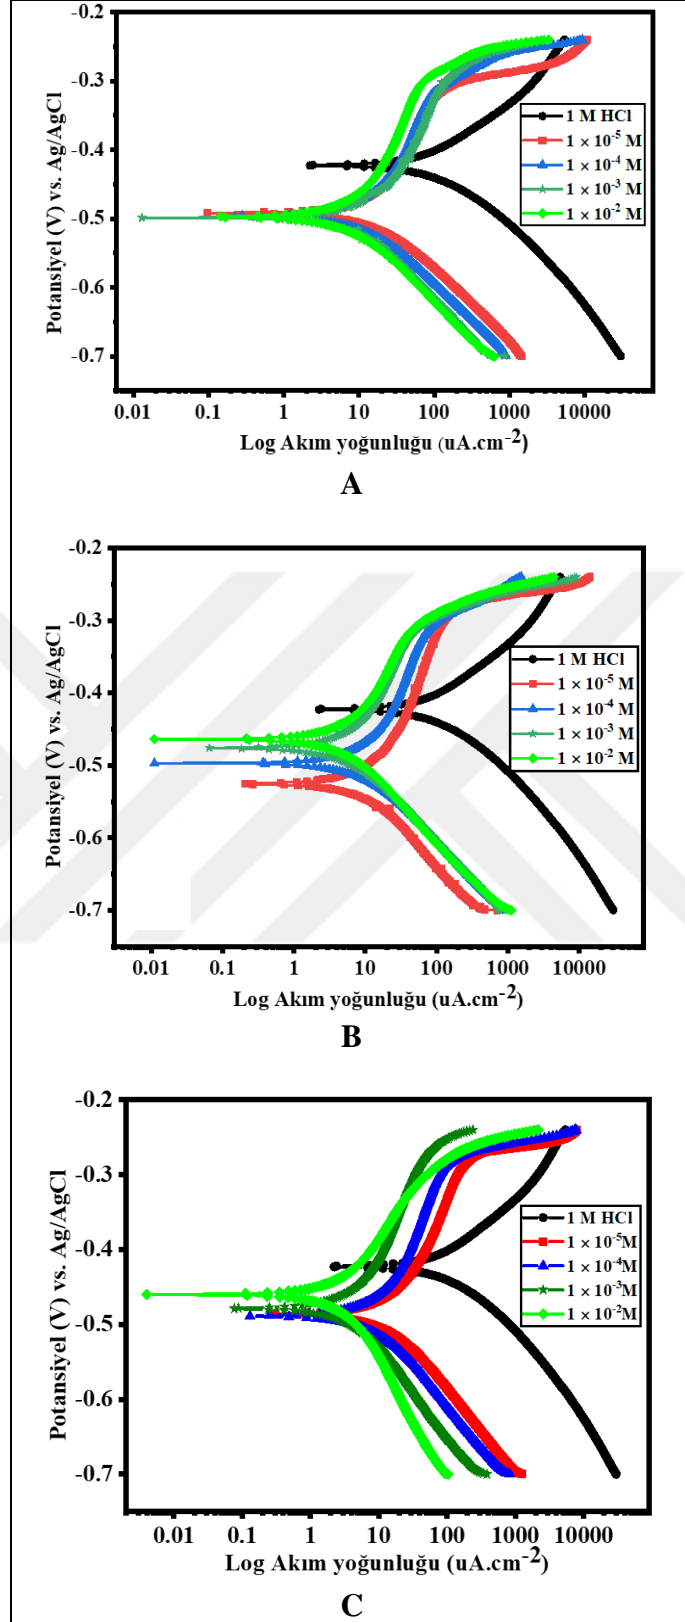 -0.2
-0.3
-0.4
-0.5
-0.6
-0.7
Potansiyel (V) vs. Ag/AgCl
1 M HCl
1 × 10⁻⁵ M
1 × 10⁻⁴ M
1 × 10⁻³ M
1 × 10⁻² M
0.01 0.1 1 10 100 1000 10000
Log Akım yoğunluğu (uA.cm⁻²)
A
-0.2
-0.3
-0.4
-0.5
-0.6
-0.7
Potansiyel (V) vs. Ag/AgCl
1 M HCl
1 × 10⁻⁵ M
1 × 10⁻⁴ M
1 × 10⁻³ M
1 × 10⁻² M
0.01 0.1 1 10 100 1000 10000
Log Akım yoğunluğu (uA.cm⁻²)
B
-0.2
-0.3
-0.4
-0.5
-0.6
-0.7
Potansiyel (V) vs. Ag/AgCl
1 M HCl
1 × 10⁻⁵M
1 × 10⁻⁴M
1 × 10⁻³M
1 × 10⁻²M
0.01 0.1 1 10 100 1000 10000
Log Akım yoğunluğu (uA.cm⁻²)
C